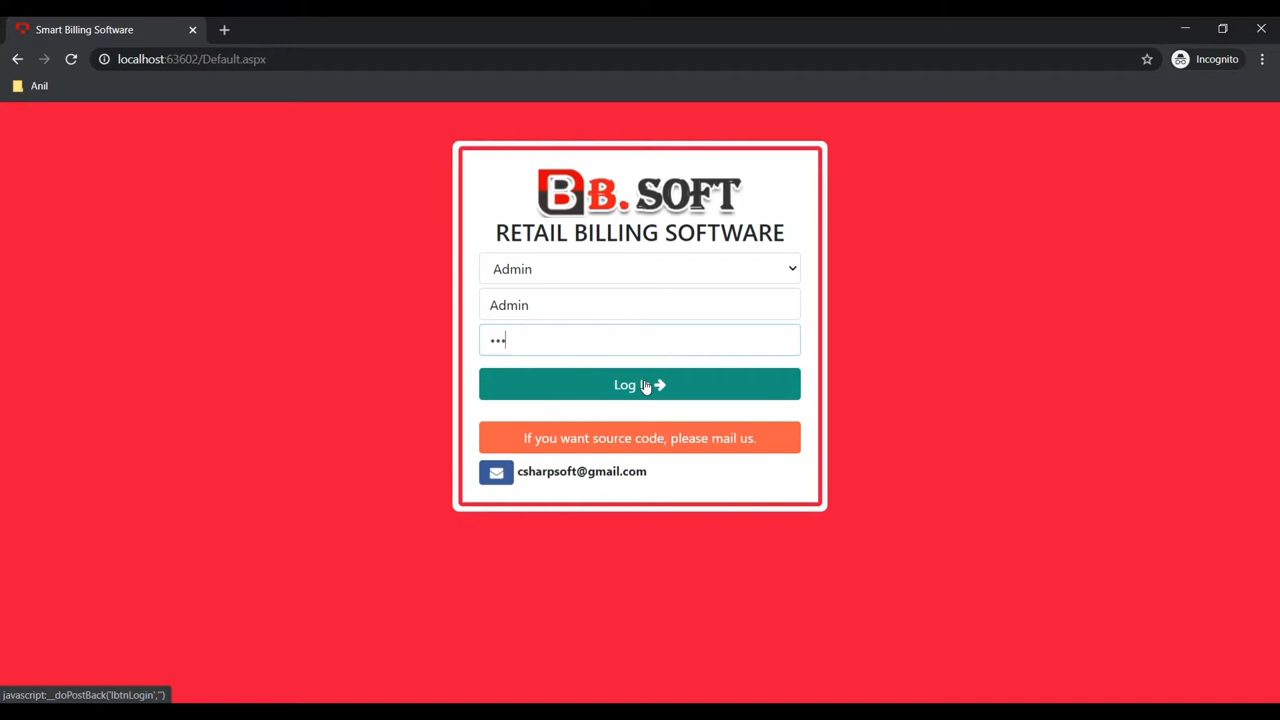 Smart Billing Software
localhost:63602/Default.aspx
Incognito
Anil
B B. SOFT
RETAIL BILLING SOFTWARE
Admin
Admin
•••
Log
If you want source code, please mail us.
csharpsoft@gmail.com
javascript:__doPostBack('lbtnLogin','')